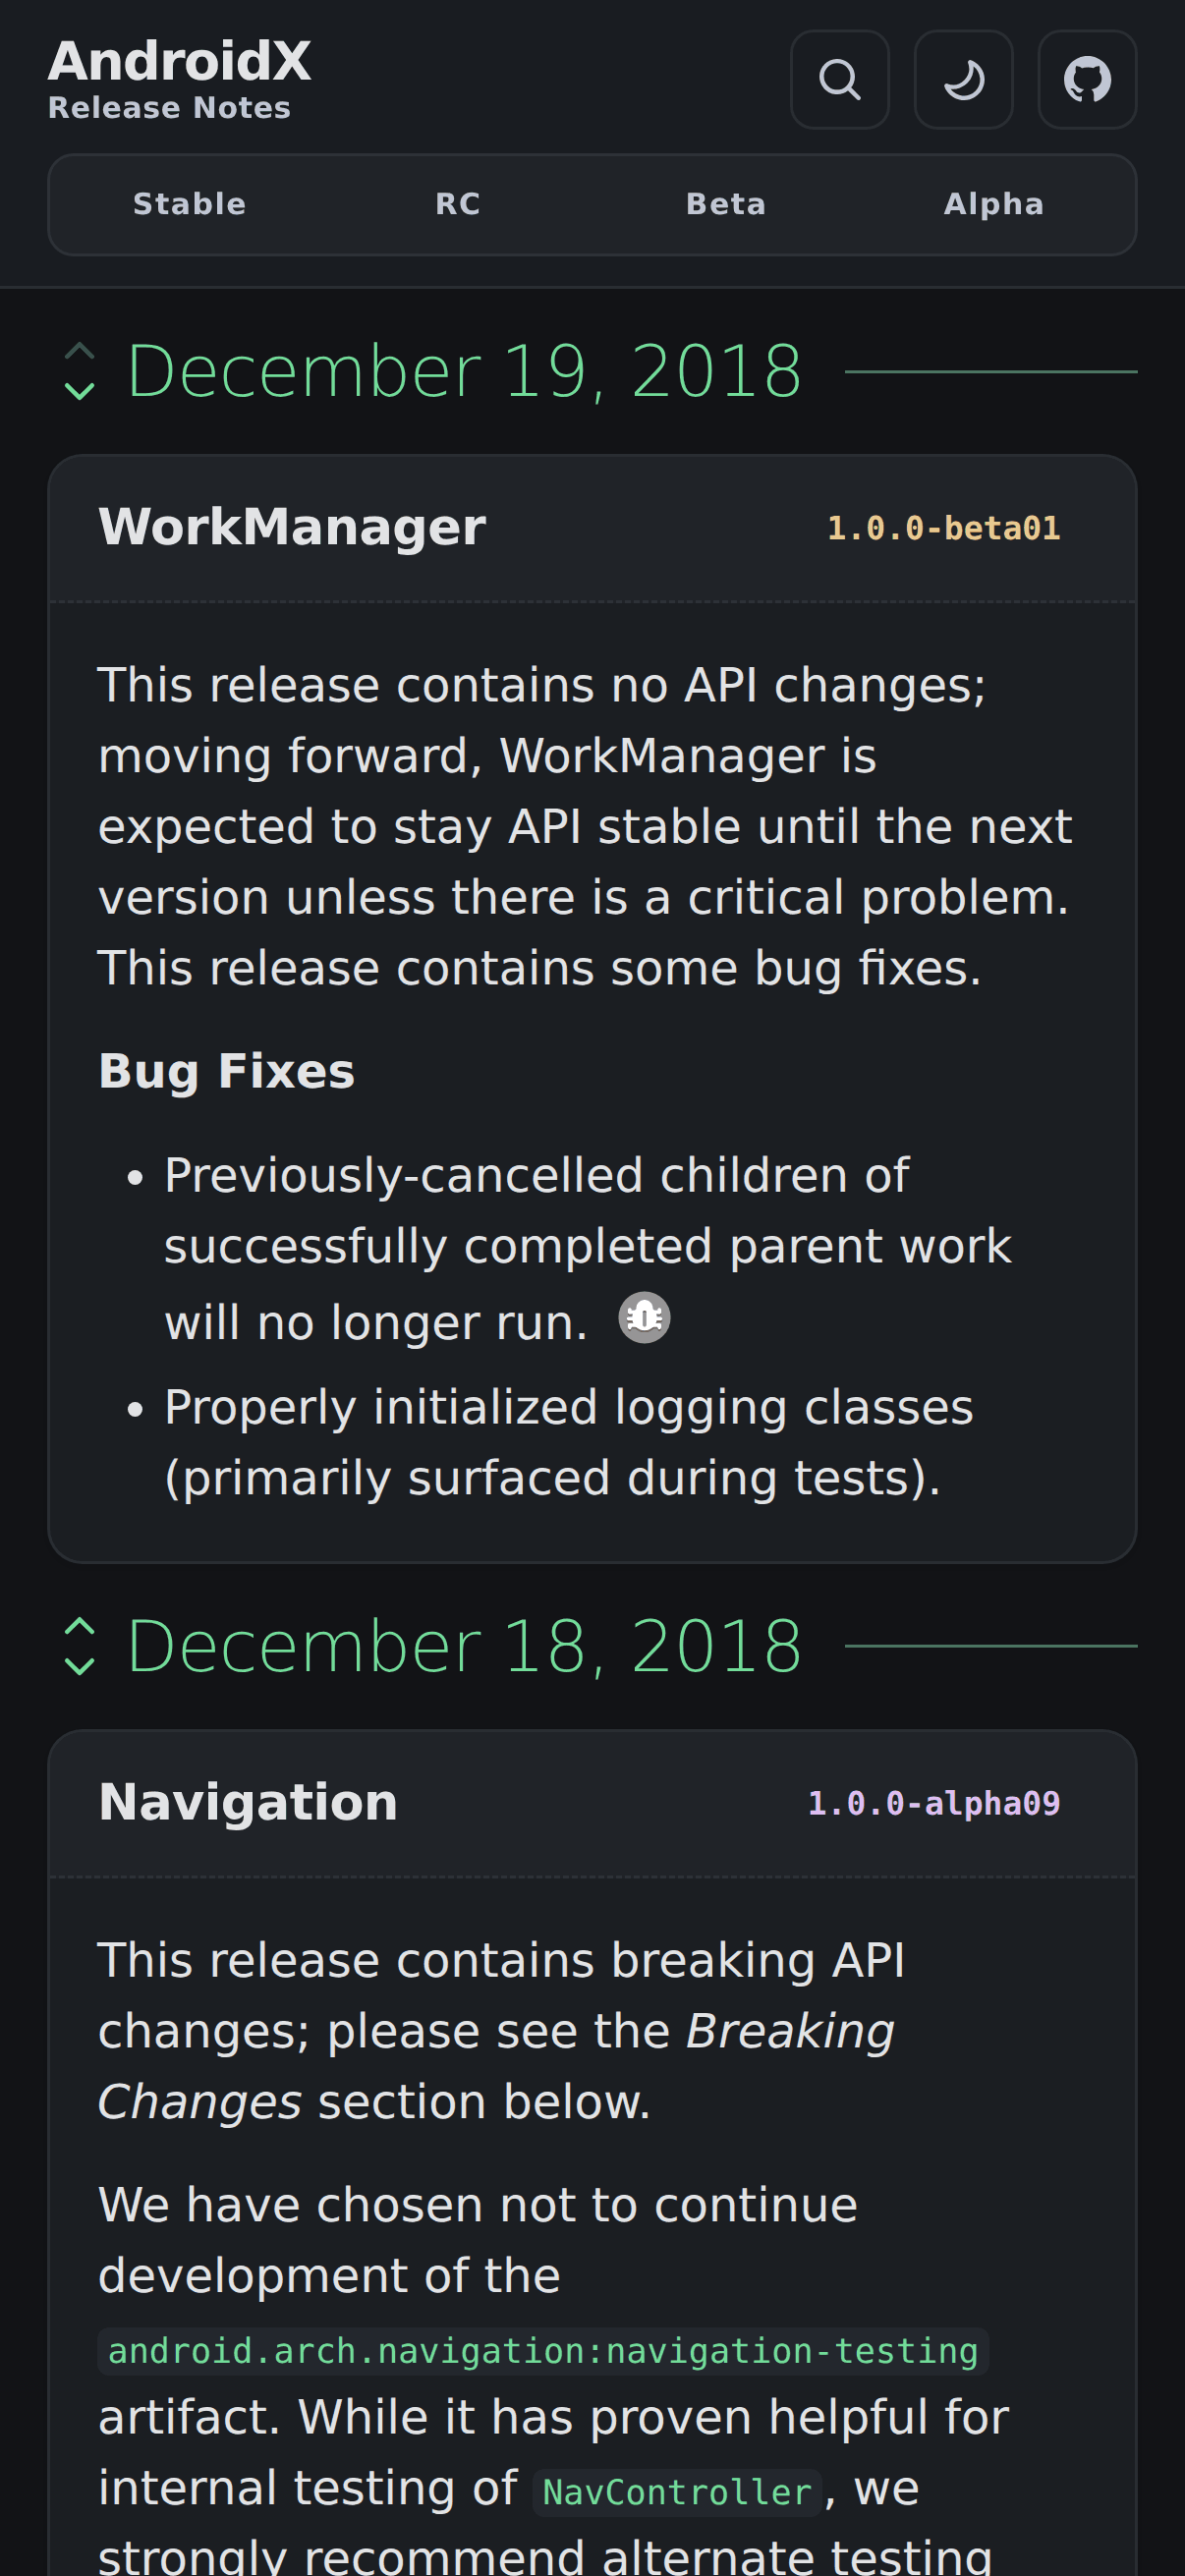 AndroidX
Release Notes
Stable RC Beta Alpha
December 19, 2018
WorkManager 1.0.0-beta01
This release contains no API changes;
moving forward, WorkManager is
expected to stay API stable until the next
version unless there is a critical problem.
This release contains some bug fixes.
Bug Fixes
• Previously-cancelled children of
successfully completed parent work
will no longer run.
• Properly initialized logging classes
(primarily surfaced during tests).
December 18, 2018
Navigation 1.0.0-alpha09
This release contains breaking API
changes; please see the Breaking
Changes section below.
We have chosen not to continue
development of the
android.arch.navigation:navigation-testing
artifact. While it has proven helpful for
internal testing of NavController, we
strongly recommend alternate testing